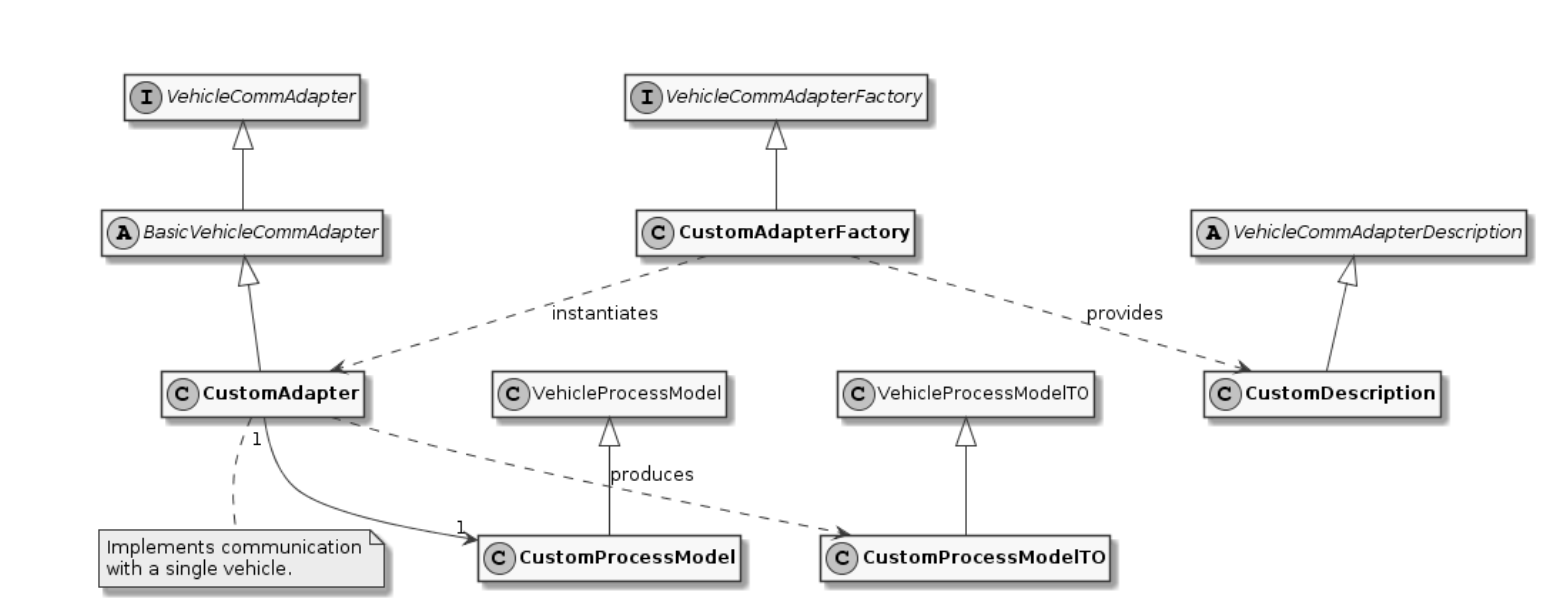 I VehicleCommAdapter
I VehicleCommAdapterFactory
A BasicVehicleCommAdapter
C CustomAdapterFactory
A VehicleCommAdapterDescription
instantiates
provides
C CustomAdapter
C VehicleProcessModel
C VehicleProcessModelTO
C CustomDescription
1
produces
1
Implements communication
with a single vehicle.
C CustomProcessModel
C CustomProcessModelTO